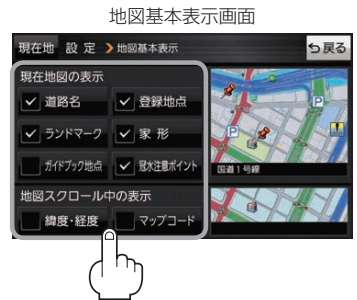 地図基本表示画面
現在地 設定 地図基本表示 戻る
現在地図の表示
道路名 登録地点
ランドマーク 家形
ガイドブック地点 冠水注意ポイント
国道1号線
地図スクロール中の表示
緯度・経度 マップコード
P
P